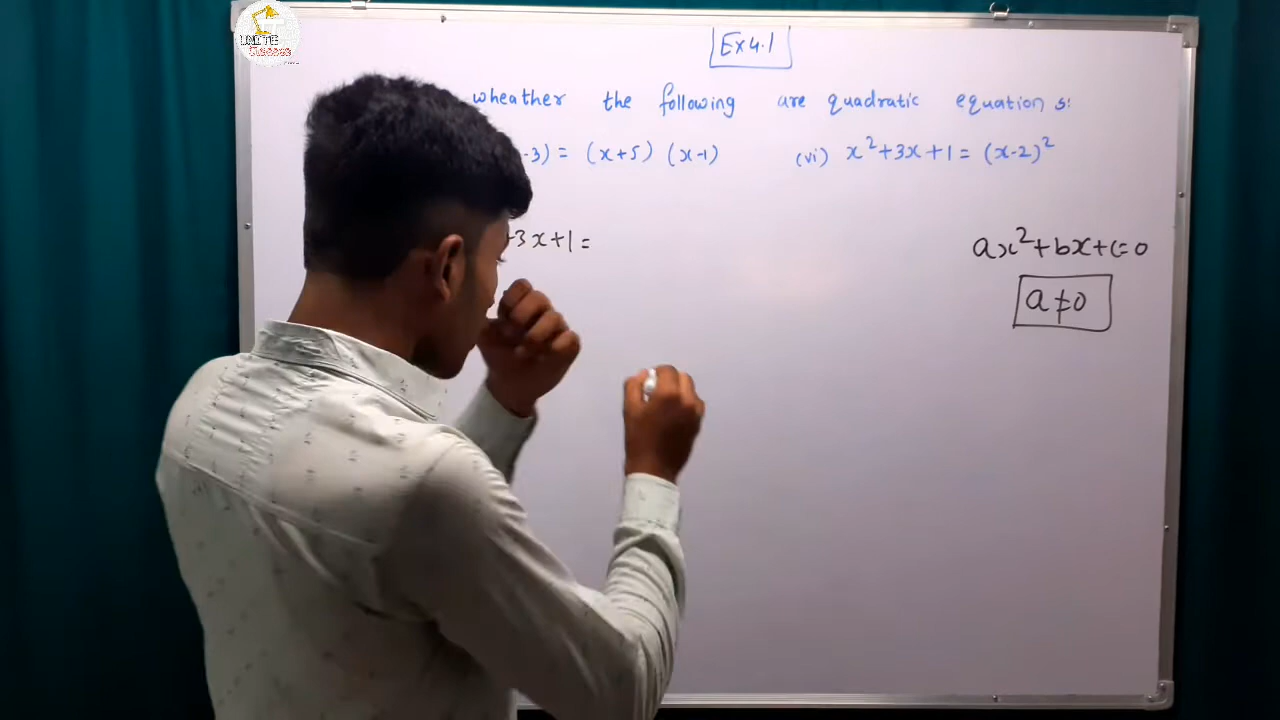 Ex 4.1
wheather the following are quadratic equation s:
-3) = (x+5) (x-1) (vi) x²+3x+1 = (x-2)²
+3x+1 =
ax²+bx+c=0
a≠0